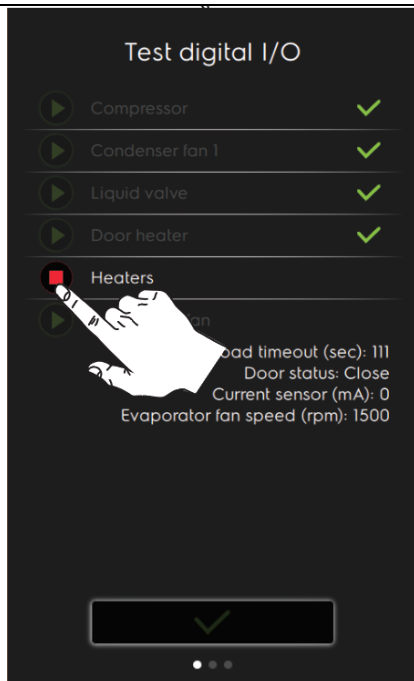 Test digital I/O
Compressor
Condenser fan 1
Liquid valve
Door heater
Heaters
fan
timeout (sec): 111
Door status: Close
Current sensor (mA): 0
Evaporator fan speed (rpm): 1500